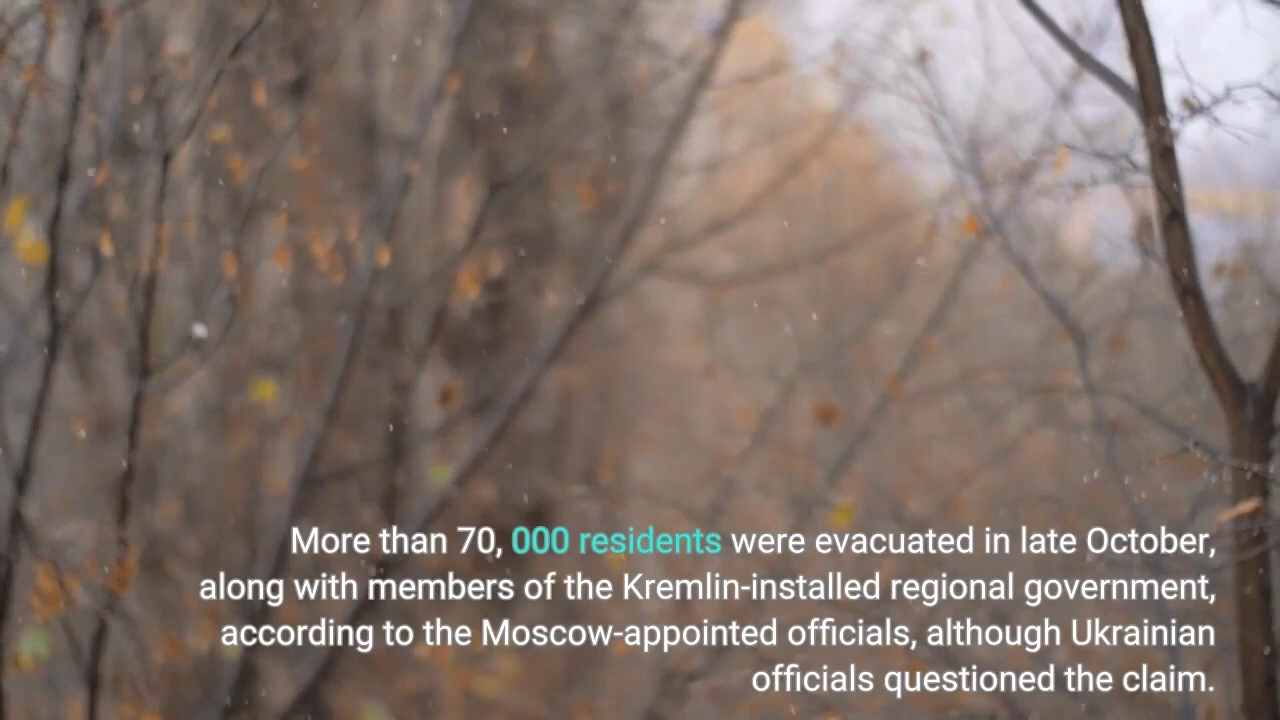 More than 70, 000 residents were evacuated in late October,
along with members of the Kremlin-installed regional government,
according to the Moscow-appointed officials, although Ukrainian
officials questioned the claim.